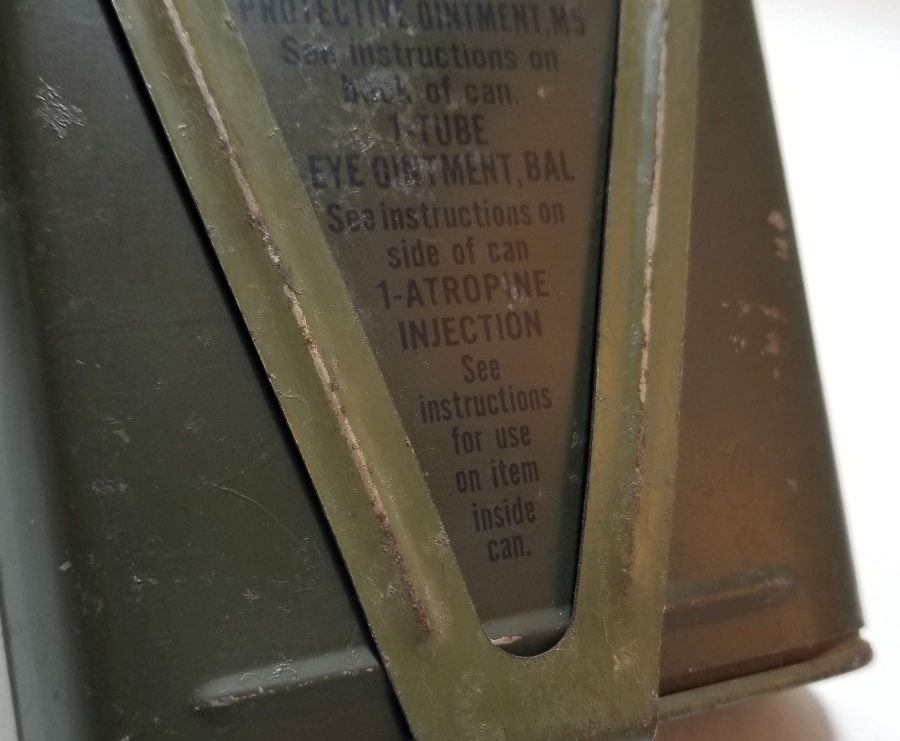 PROTECTIVE OINTMENT,M5
See instructions on
back of can.
1-TUBE
EYE OINTMENT,BAL
See instructions on
side of can
1-ATROPINE
INJECTION
See
instructions
for use
on item
inside
can.